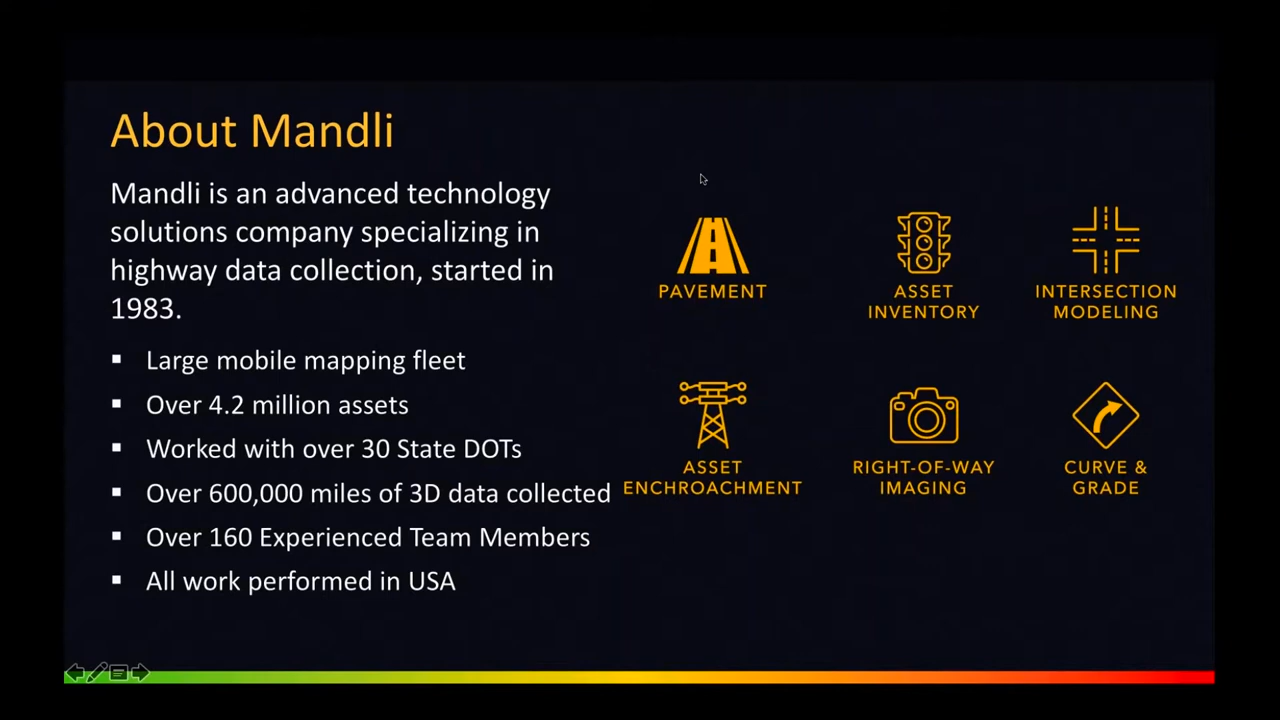 About Mandli
Mandli is an advanced technology
solutions company specializing in
highway data collection, started in
1983.
▪ Large mobile mapping fleet
▪ Over 4.2 million assets
▪ Worked with over 30 State DOTs
▪ Over 600,000 miles of 3D data collected
▪ Over 160 Experienced Team Members
▪ All work performed in USA
PAVEMENT
ASSET
INVENTORY
INTERSECTION
MODELING
ASSET
ENCHROACHMENT
RIGHT-OF-WAY
IMAGING
CURVE &
GRADE